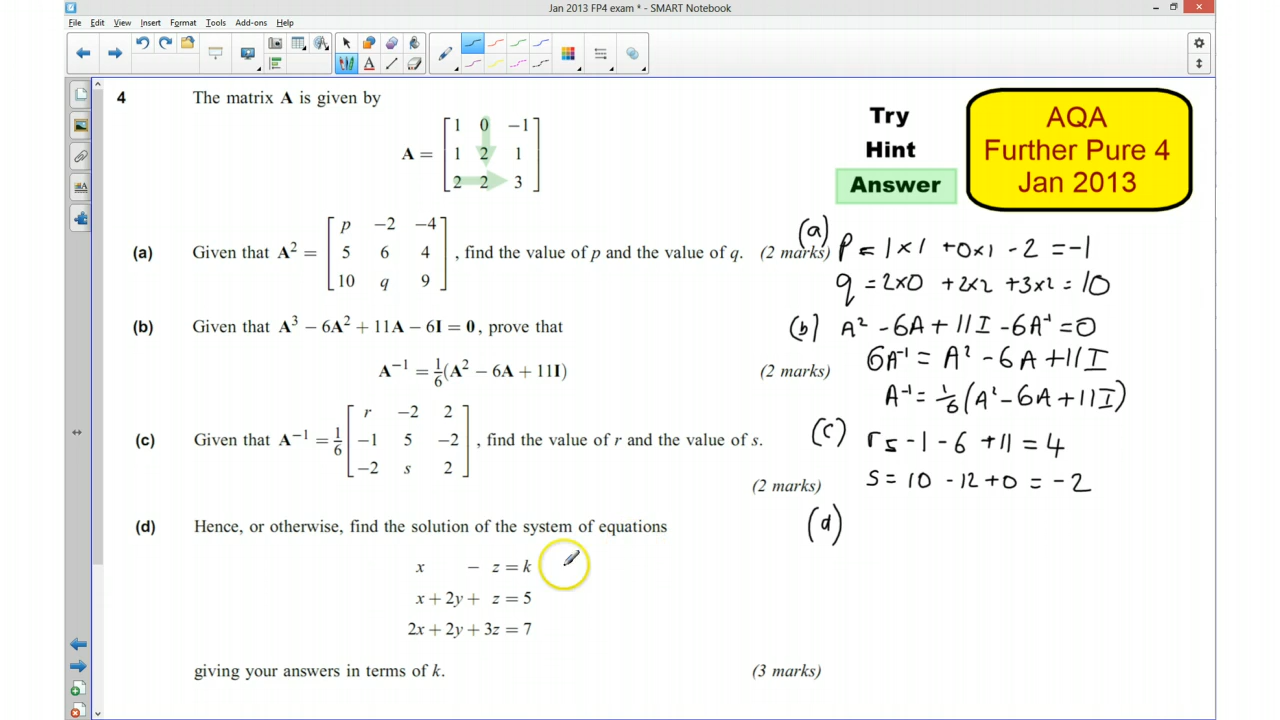 Jan 2013 FP4 exam * - SMART Notebook
File Edit View Insert Format Tools Add-ons Help
4 The matrix A is given by
A = [1 0 −1
1 2 1
2 2 3]
Try
Hint
Answer
AQA
Further Pure 4
Jan 2013
(a) Given that A² = [p −2 −4
5 6 4
10 q 9], find the value of p and the value of q. (2 marks)
(b) Given that A³ − 6A² + 11A − 6I = 0, prove that
A⁻¹ = 1/6(A² − 6A + 11I) (2 marks)
(c) Given that A⁻¹ = 1/6 [r −2 2
−1 5 −2
−2 s 2], find the value of r and the value of s.
(2 marks)
(d) Hence, or otherwise, find the solution of the system of equations
x − z = k
x + 2y + z = 5
2x + 2y + 3z = 7
giving your answers in terms of k. (3 marks)
(a) p = 1×1 +0×1 -2 = -1
q = 2×0 +2×2 +3×2 = 10
(b) A² -6A + 11I -6A⁻¹ = 0
6A⁻¹ = A² -6A +11I
A⁻¹ = 1/6(A² -6A +11I)
(c) r = -1 -6 +11 = 4
s = 10 -12 +0 = -2
(d)